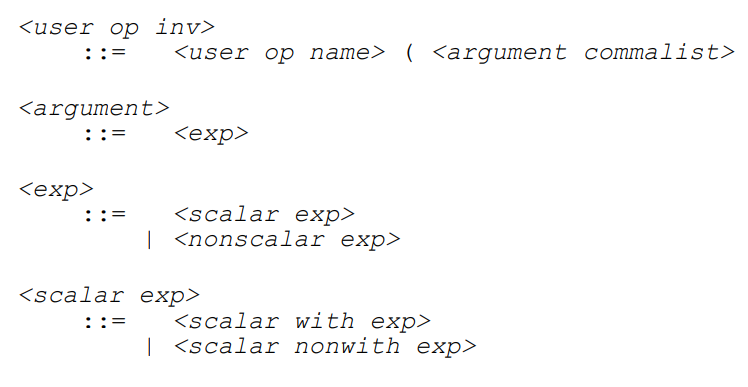 <user op inv>
::= <user op name> ( <argument commalist>
<argument>
::= <exp>
<exp>
::= <scalar exp>
| <nonscalar exp>
<scalar exp>
::= <scalar with exp>
| <scalar nonwith exp>